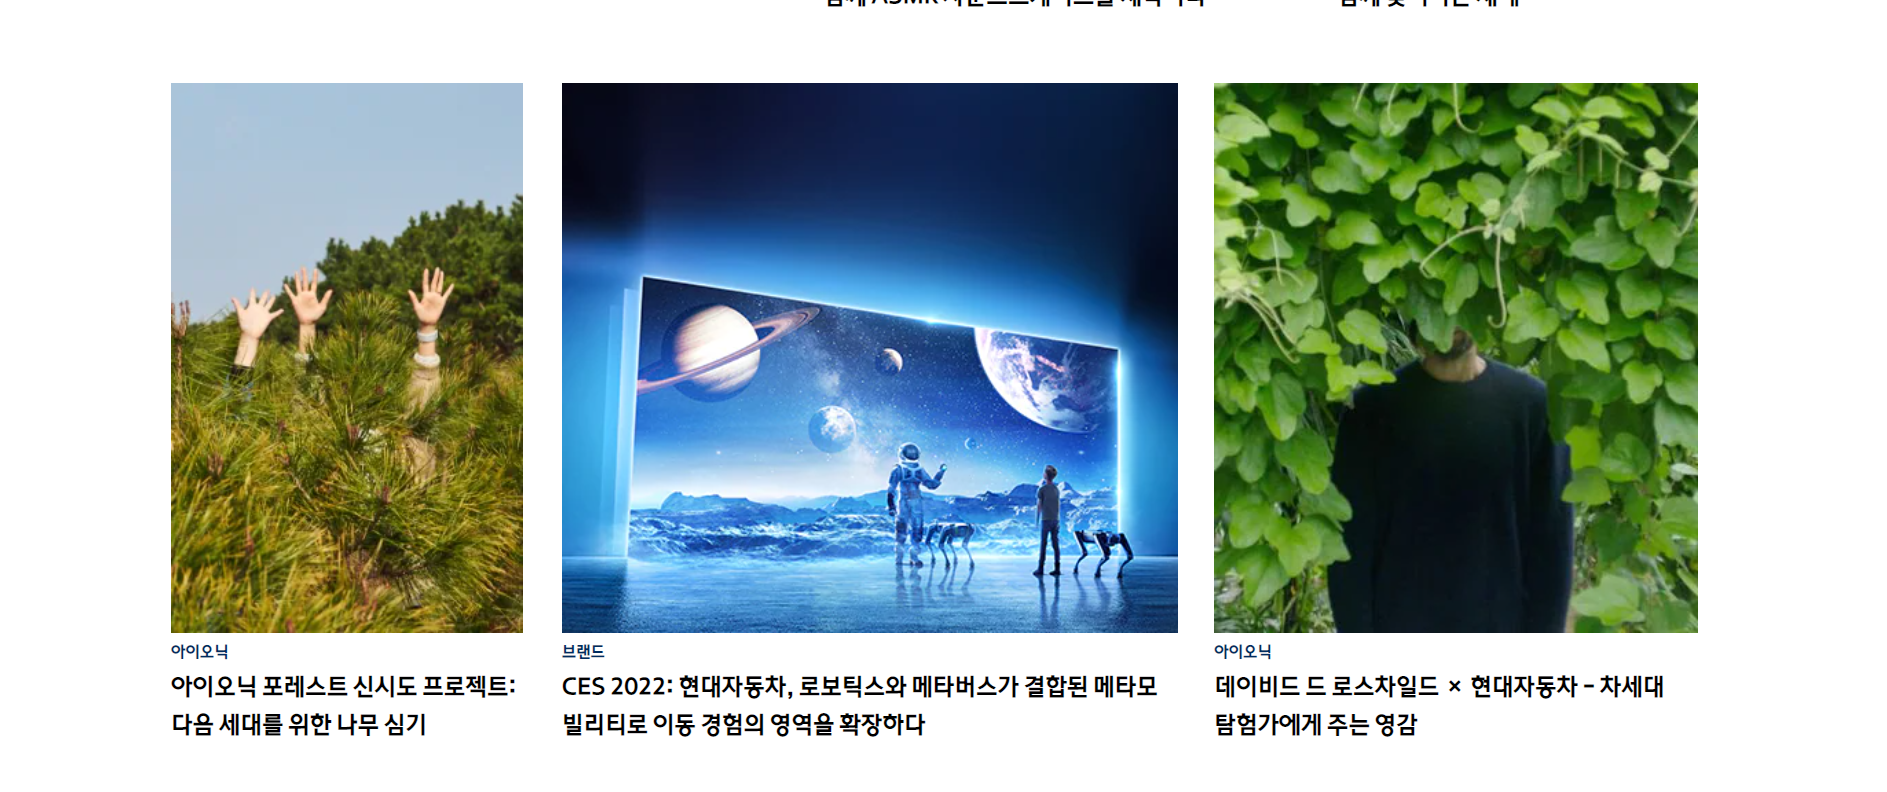 아이오닉
아이오닉 포레스트 신시도 프로젝트:
다음 세대를 위한 나무 심기
브랜드
CES 2022: 현대자동차, 로보틱스와 메타버스가 결합된 메타모
빌리티로 이동 경험의 영역을 확장하다
아이오닉
데이비드 드 로스차일드 × 현대자동차 – 차세대
탐험가에게 주는 영감